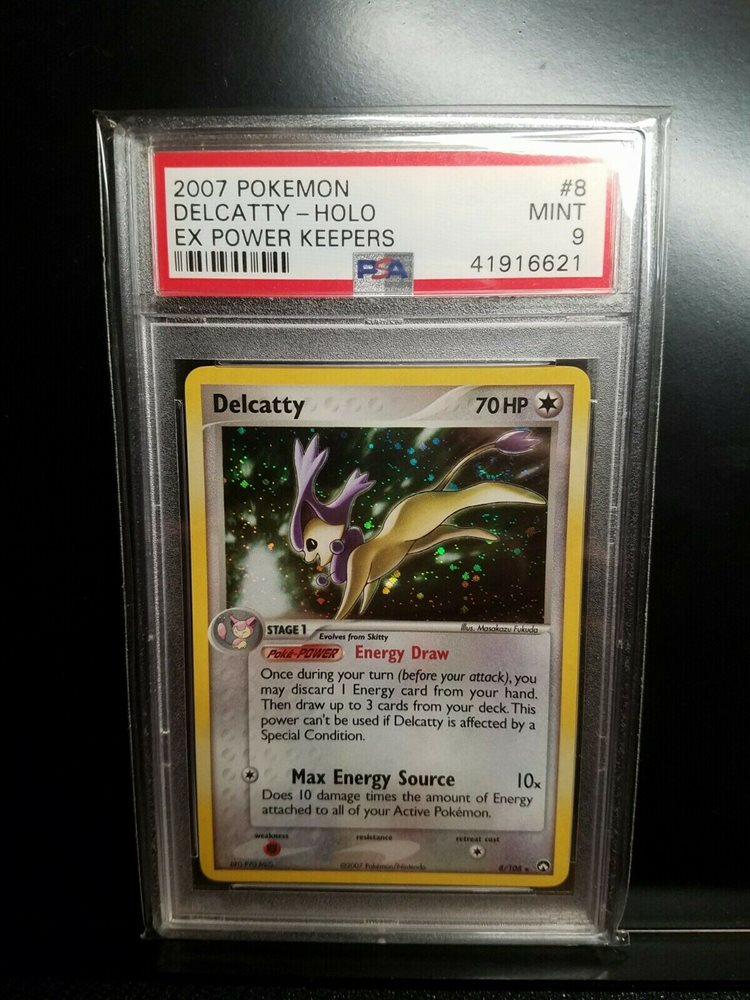 2007 POKEMON #8
DELCATTY - HOLO MINT
EX POWER KEEPERS 9
PSA 41916621
Delcatty 70 HP
STAGE 1 Illus. Masakazu Fukuda
Evolves from Skitty
Poké-POWER Energy Draw
Once during your turn (before your attack), you
may discard 1 Energy card from your hand.
Then draw up to 3 cards from your deck. This
power can't be used if Delcatty is affected by a
Special Condition.
Max Energy Source 10x
Does 10 damage times the amount of Energy
attached to all of your Active Pokémon.
weakness resistance retreat cost
©2007 Pokémon/Nintendo 8/108